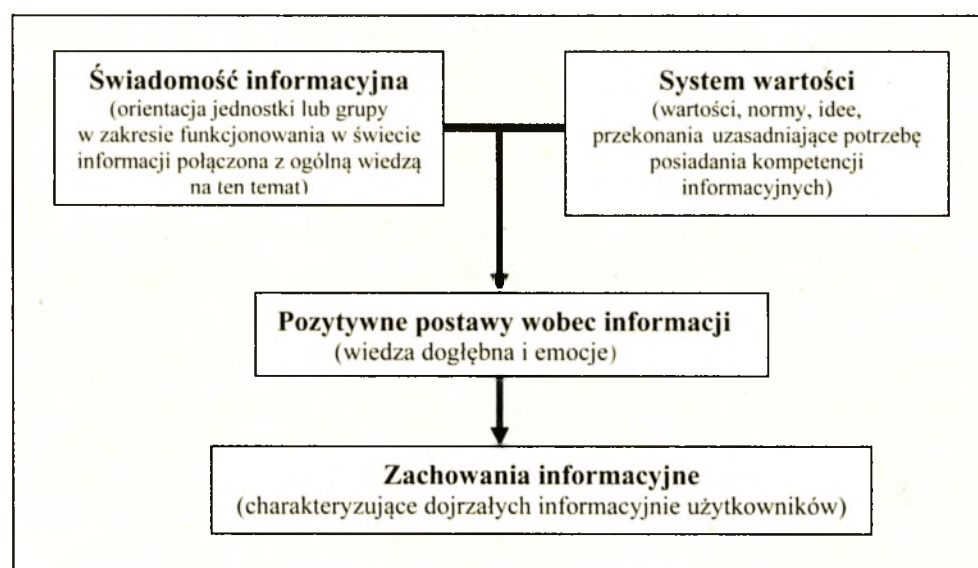 Świadomość informacyjna
(orientacja jednostki lub grupy
w zakresie funkcjonowania w świecie
informacji połączona z ogólną wiedzą
na ten temat)
System wartości
(wartości, normy, idee,
przekonania uzasadniające potrzebę
posiadania kompetencji
informacyjnych)
Pozytywne postawy wobec informacji
(wiedza dogłębna i emocje)
Zachowania informacyjne
(charakteryzujące dojrzałych informacyjnie użytkowników)